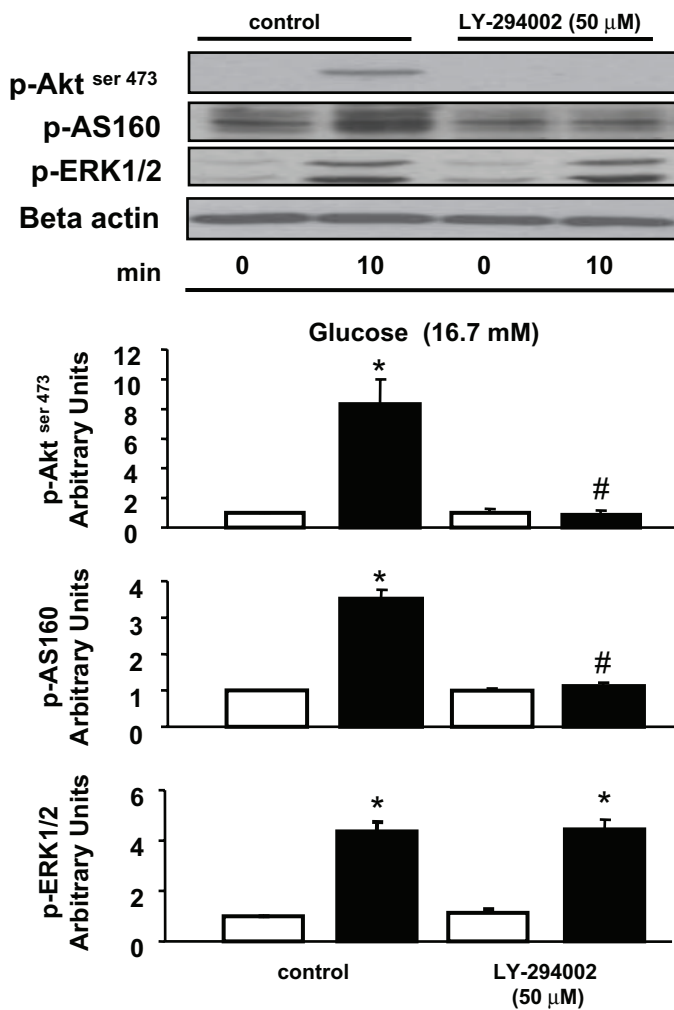 control LY-294002 (50 μM)
p-Akt ser 473
p-AS160
p-ERK1/2
Beta actin
min 0 10 0 10
Glucose (16.7 mM)
p-Akt ser 473
Arbitrary Units
12
10
8
6
4
2
0
*
#
p-AS160
Arbitrary Units
4
3
2
1
0
*
#
p-ERK1/2
Arbitrary Units
6
4
2
0
*
*
control LY-294002
(50 μM)